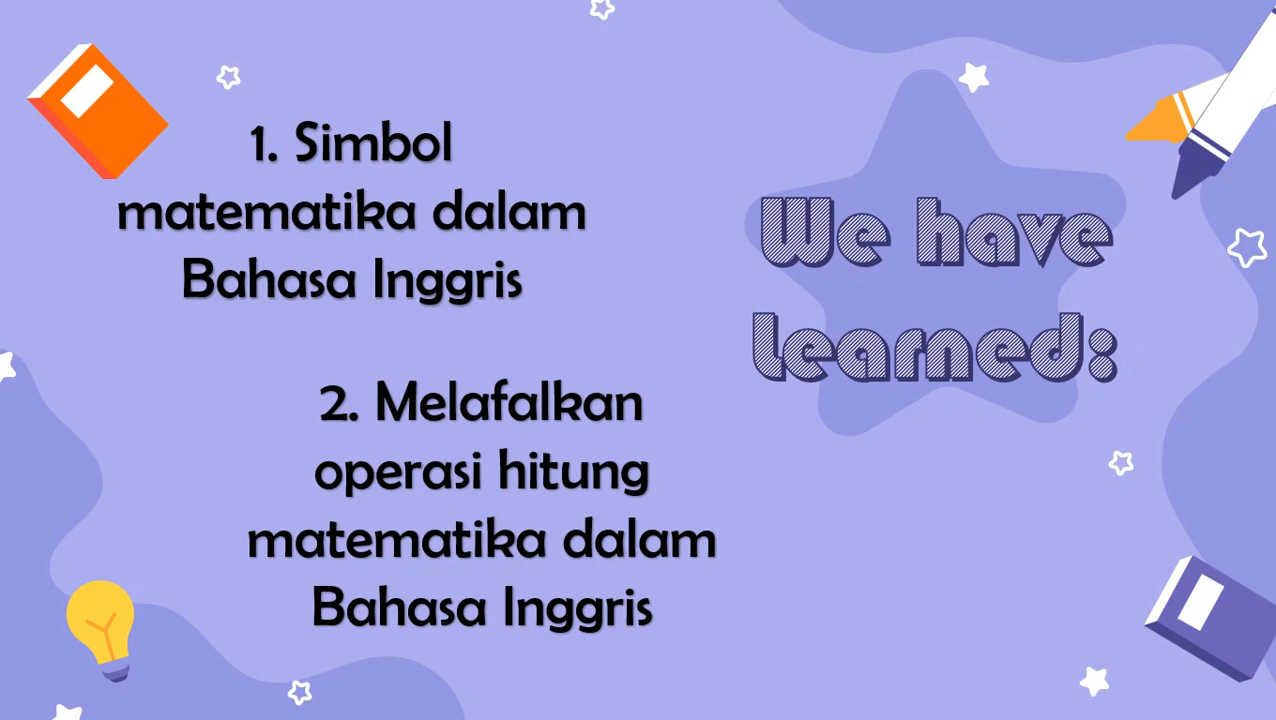 We have
learned:
1. Simbol
matematika dalam
Bahasa Inggris
2. Melafalkan
operasi hitung
matematika dalam
Bahasa Inggris